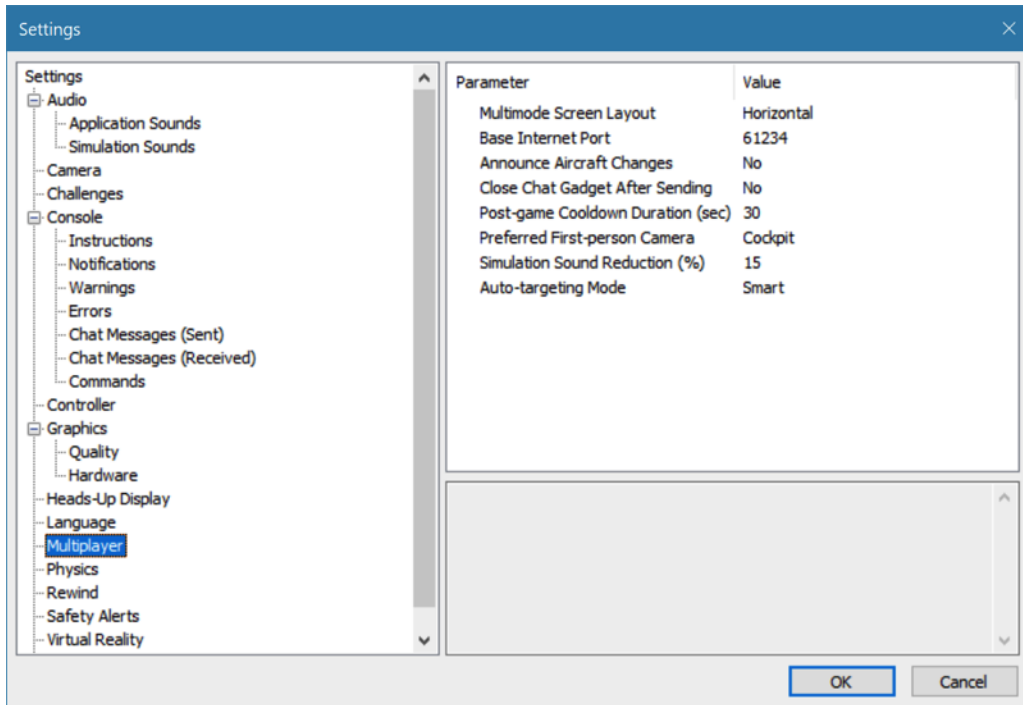 Settings
Settings
Audio
Application Sounds
Simulation Sounds
Camera
Challenges
Console
Instructions
Notifications
Warnings
Errors
Chat Messages (Sent)
Chat Messages (Received)
Commands
Controller
Graphics
Quality
Hardware
Heads-Up Display
Language
Multiplayer
Physics
Rewind
Safety Alerts
Virtual Reality
Parameter Value
Multimode Screen Layout Horizontal
Base Internet Port 61234
Announce Aircraft Changes No
Close Chat Gadget After Sending No
Post-game Cooldown Duration (sec) 30
Preferred First-person Camera Cockpit
Simulation Sound Reduction (%) 15
Auto-targeting Mode Smart
OK Cancel